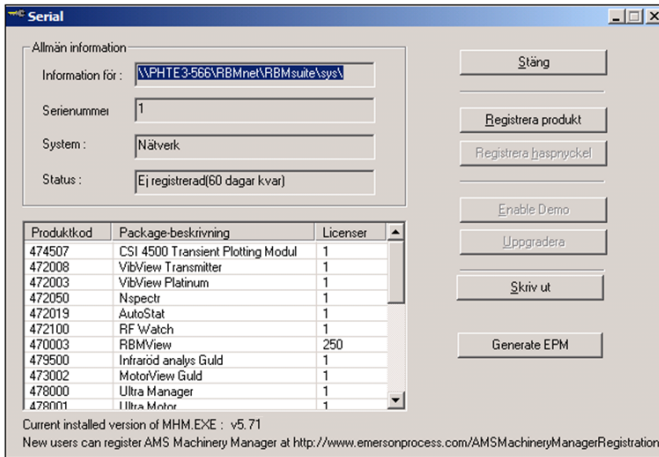 Serial
Allmän information
Information för :
\\PHTE3-566\RBMnet\RBMsuite\sys\
Serienummer
1
System :
Nätverk
Status :
Ej registrerad(60 dagar kvar)
Stäng
Registrera produkt
Registrera haspnyckel
Enable Demo
Uppgradera
Skriv ut
Generate EPM
Produktkod Package-beskrivning Licenser
474507 CSI 4500 Transient Plotting Modul 1
472008 VibView Transmitter 1
472003 VibView Platinum 1
472050 Nspectr 1
472019 AutoStat 1
472100 RF Watch 1
470003 RBMView 250
479500 Infraröd analys Guld 1
473002 MotorView Guld 1
478000 Ultra Manager 1
478001 Ultra Motor 1
Current installed version of MHM.EXE : v5.71
New users can register AMS Machinery Manager at http://www.emersonprocess.com/AMSMachineryManagerRegistration